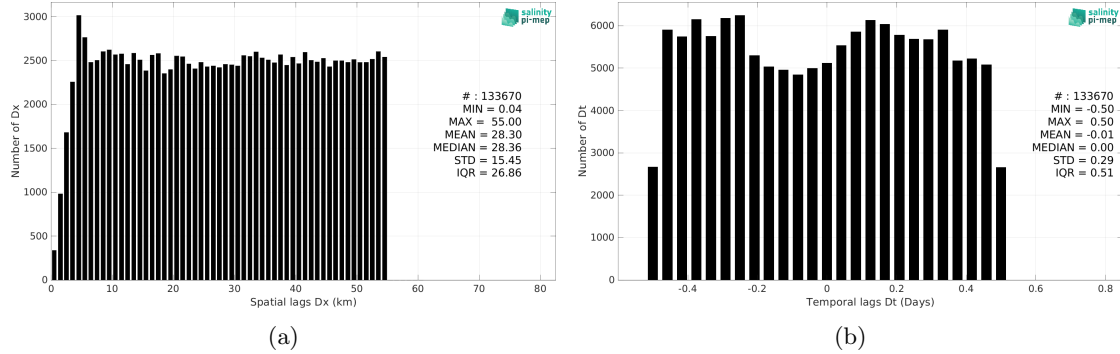 3000
2500
2000
1500
1000
500
0
Number of Dx
salinity
pi-mep
# : 133670
MIN = 0.04
MAX = 55.00
MEAN = 28.30
MEDIAN = 28.36
STD = 15.45
IQR = 26.86
0 10 20 30 40 50 60 70 80
Spatial lags Dx (km)
(a)
6000
5000
4000
3000
2000
1000
0
Number of Dt
salinity
pi-mep
# : 133670
MIN = -0.50
MAX = 0.50
MEAN = -0.01
MEDIAN = 0.00
STD = 0.29
IQR = 0.51
-0.4 -0.2 0 0.2 0.4 0.6 0.8
Temporal lags Dt (Days)
(b)